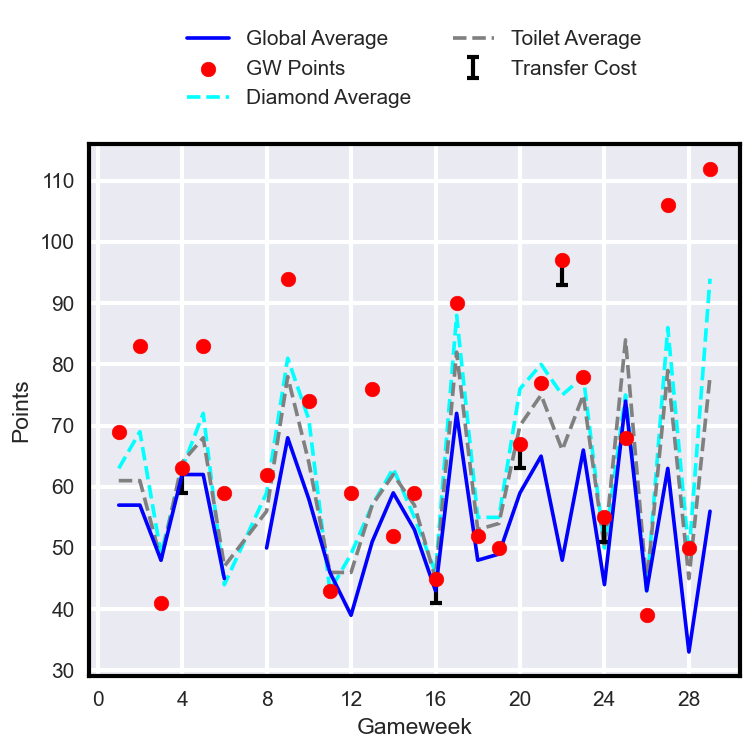 Global Average
GW Points
Diamond Average
Toilet Average
Transfer Cost
Points
110
100
90
80
70
60
50
40
30
0 4 8 12 16 20 24 28
Gameweek